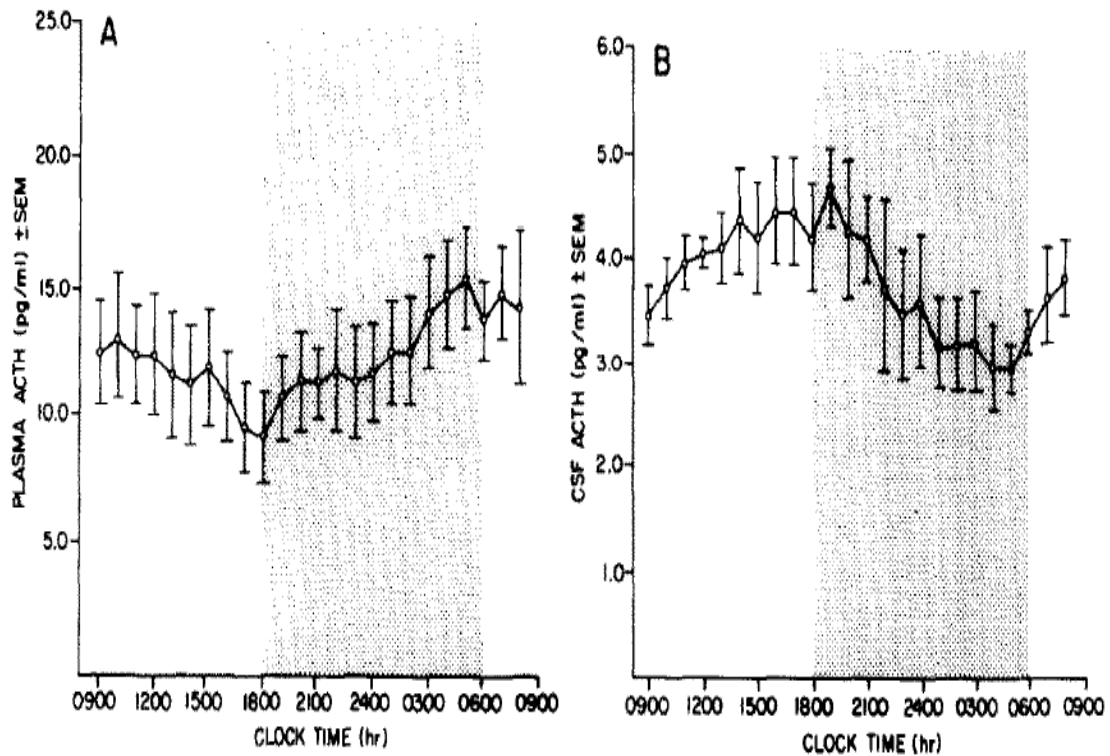 A
25.0
20.0
15.0
10.0
5.0
PLASMA ACTH (pg/ml) ±SEM
0900 1200 1500 1800 2100 2400 0300 0600 0900
CLOCK TIME (hr)
B
6.0
5.0
4.0
3.0
2.0
1.0
CSF ACTH (pg/ml) ± SEM
0900 1200 1500 1800 2100 2400 0300 0600 0900
CLOCK TIME (hr)